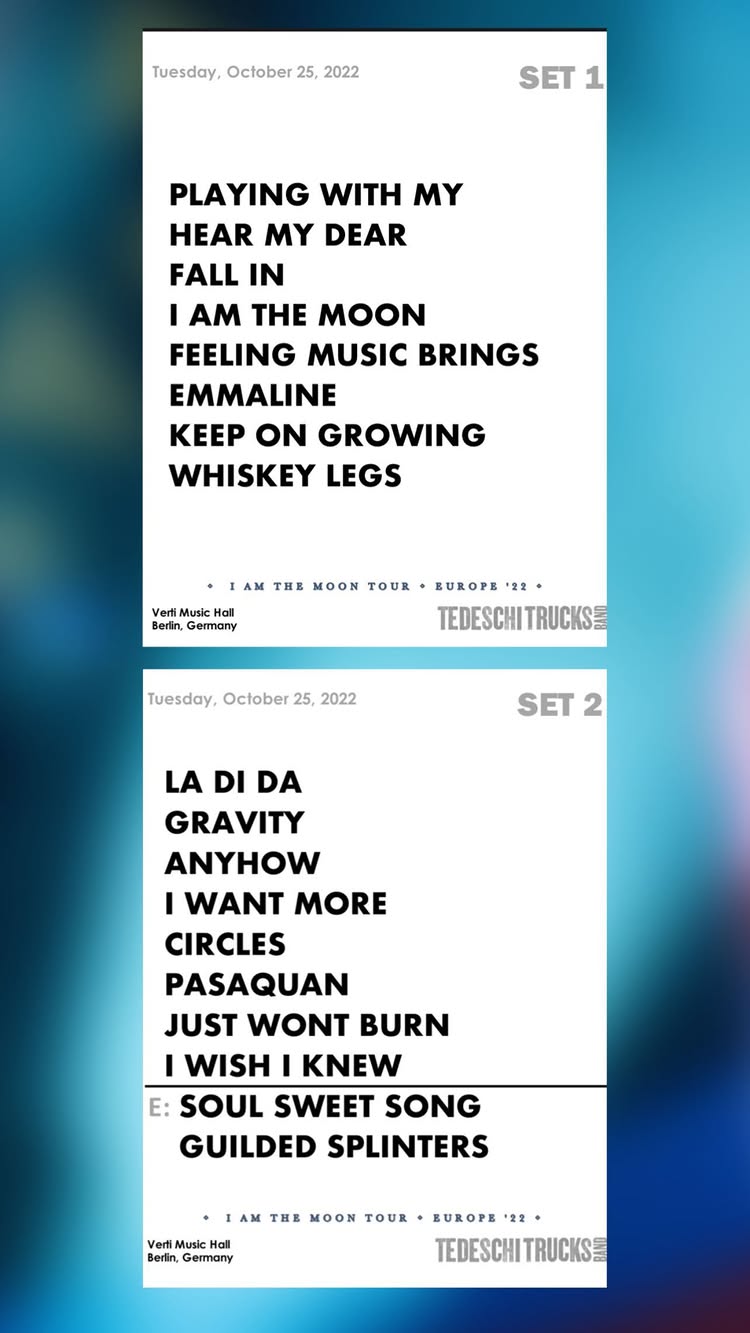 Tuesday, October 25, 2022
SET 1
PLAYING WITH MY
HEAR MY DEAR
FALL IN
I AM THE MOON
FEELING MUSIC BRINGS
EMMALINE
KEEP ON GROWING
WHISKEY LEGS
I AM THE MOON TOUR • EUROPE '22
Verti Music Hall
Berlin, Germany
TEDESCHI TRUCKS BAND
Tuesday, October 25, 2022
SET 2
LA DI DA
GRAVITY
ANYHOW
I WANT MORE
CIRCLES
PASAQUAN
JUST WONT BURN
I WISH I KNEW
E: SOUL SWEET SONG
GUILDED SPLINTERS
I AM THE MOON TOUR • EUROPE '22
Verti Music Hall
Berlin, Germany
TEDESCHI TRUCKS BAND